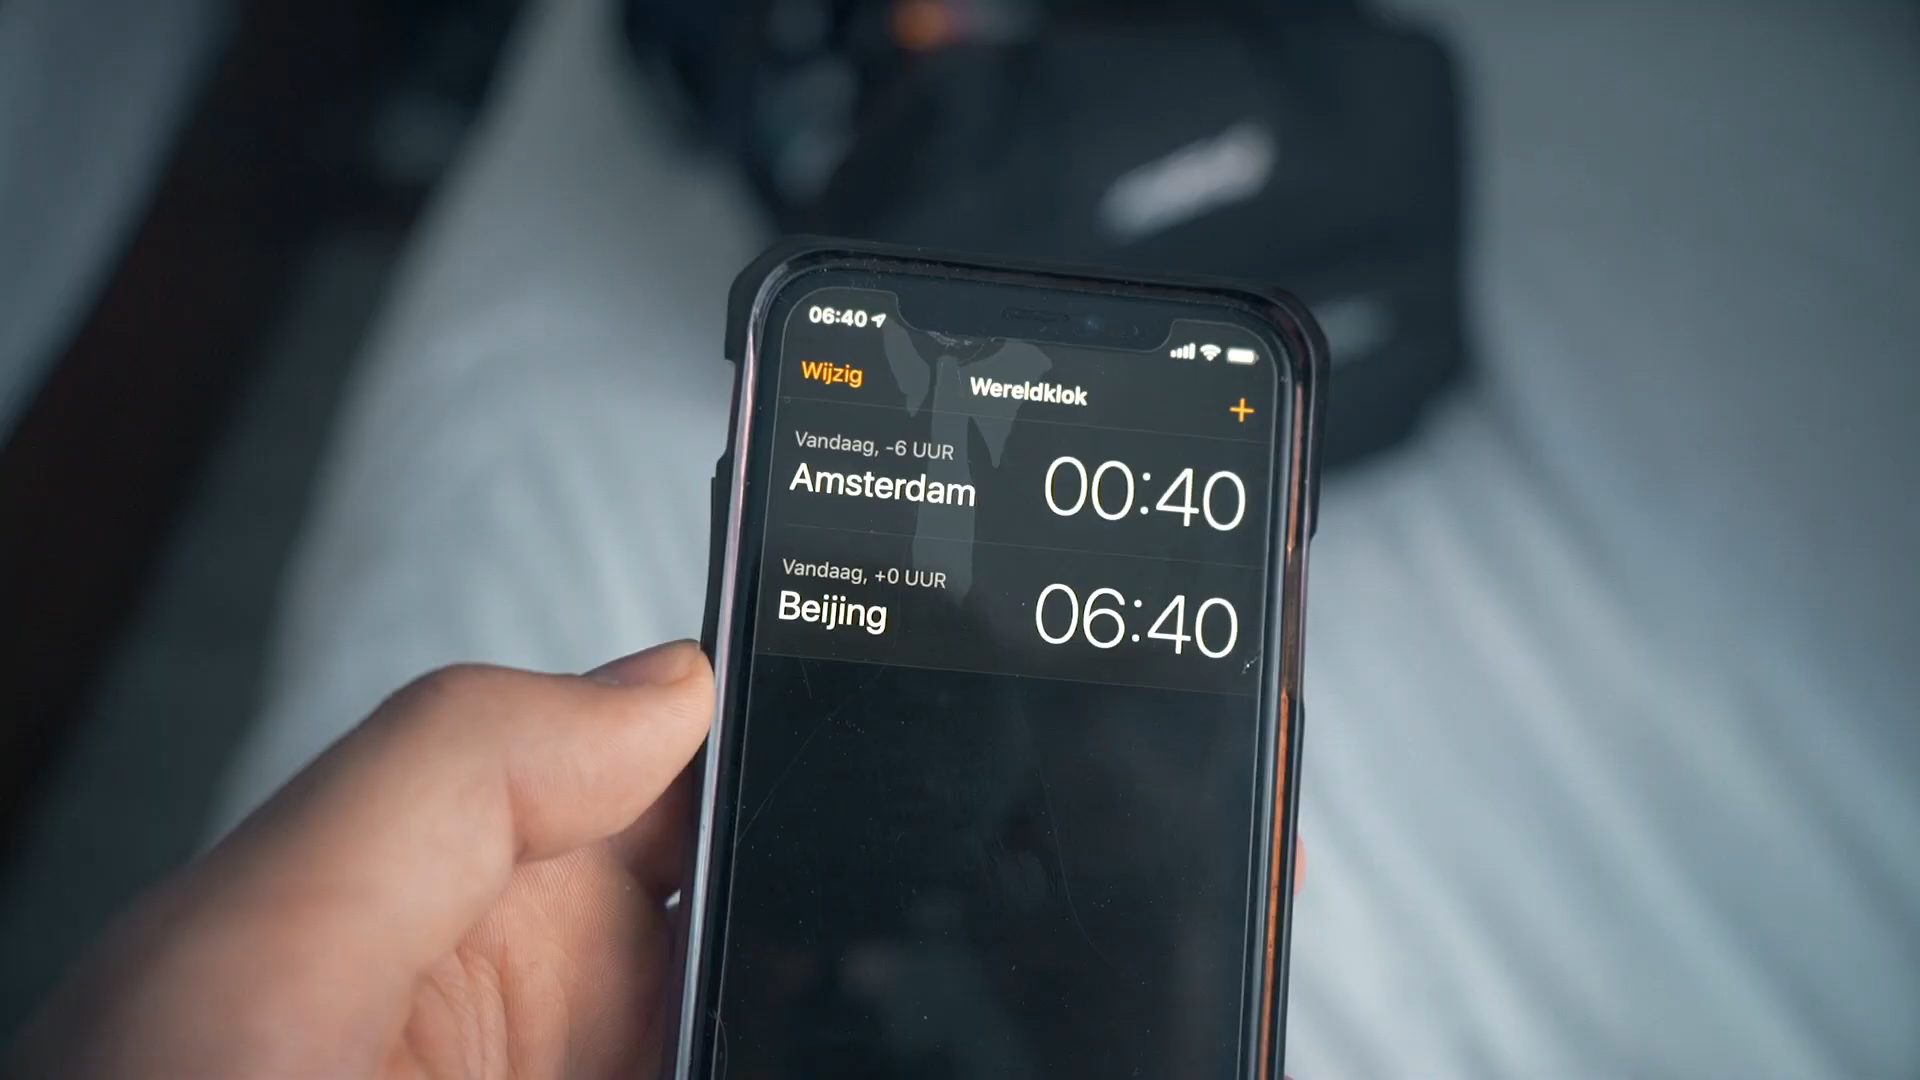 06:40
Wijzig
Wereldklok
+
Vandaag, -6 UUR
Amsterdam
00:40
Vandaag, +0 UUR
Beijing
06:40